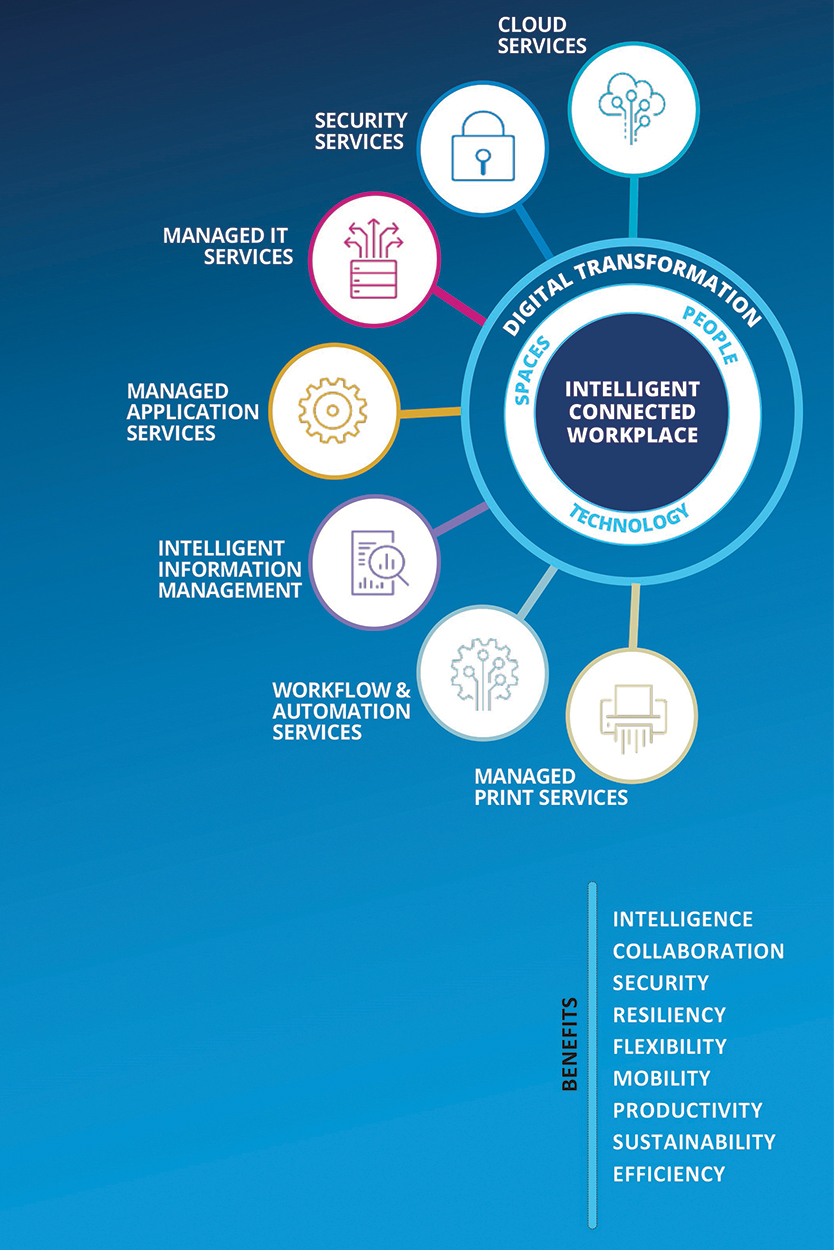 CLOUD
SERVICES
SECURITY
SERVICES
MANAGED IT
SERVICES
DIGITAL TRANSFORMATION
PEOPLE
SPACES
INTELLIGENT
CONNECTED
WORKPLACE
TECHNOLOGY
MANAGED
APPLICATION
SERVICES
INTELLIGENT
INFORMATION
MANAGEMENT
WORKFLOW &
AUTOMATION
SERVICES
MANAGED
PRINT SERVICES
BENEFITS
INTELLIGENCE
COLLABORATION
SECURITY
RESILIENCY
FLEXIBILITY
MOBILITY
PRODUCTIVITY
SUSTAINABILITY
EFFICIENCY